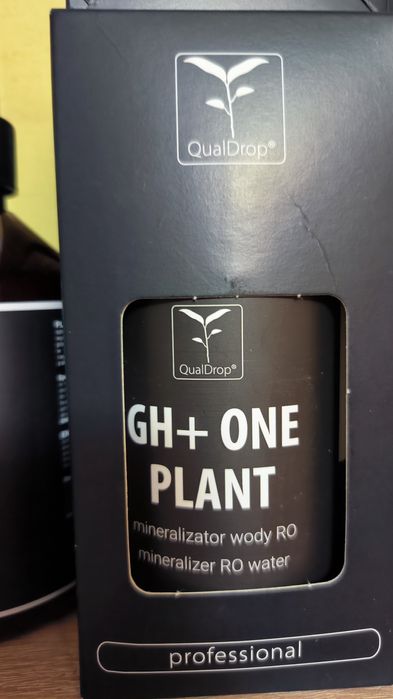 QualDrop®
QualDrop®
GH+ ONE
PLANT
mineralizator wody RO
mineralizer RO water
professional